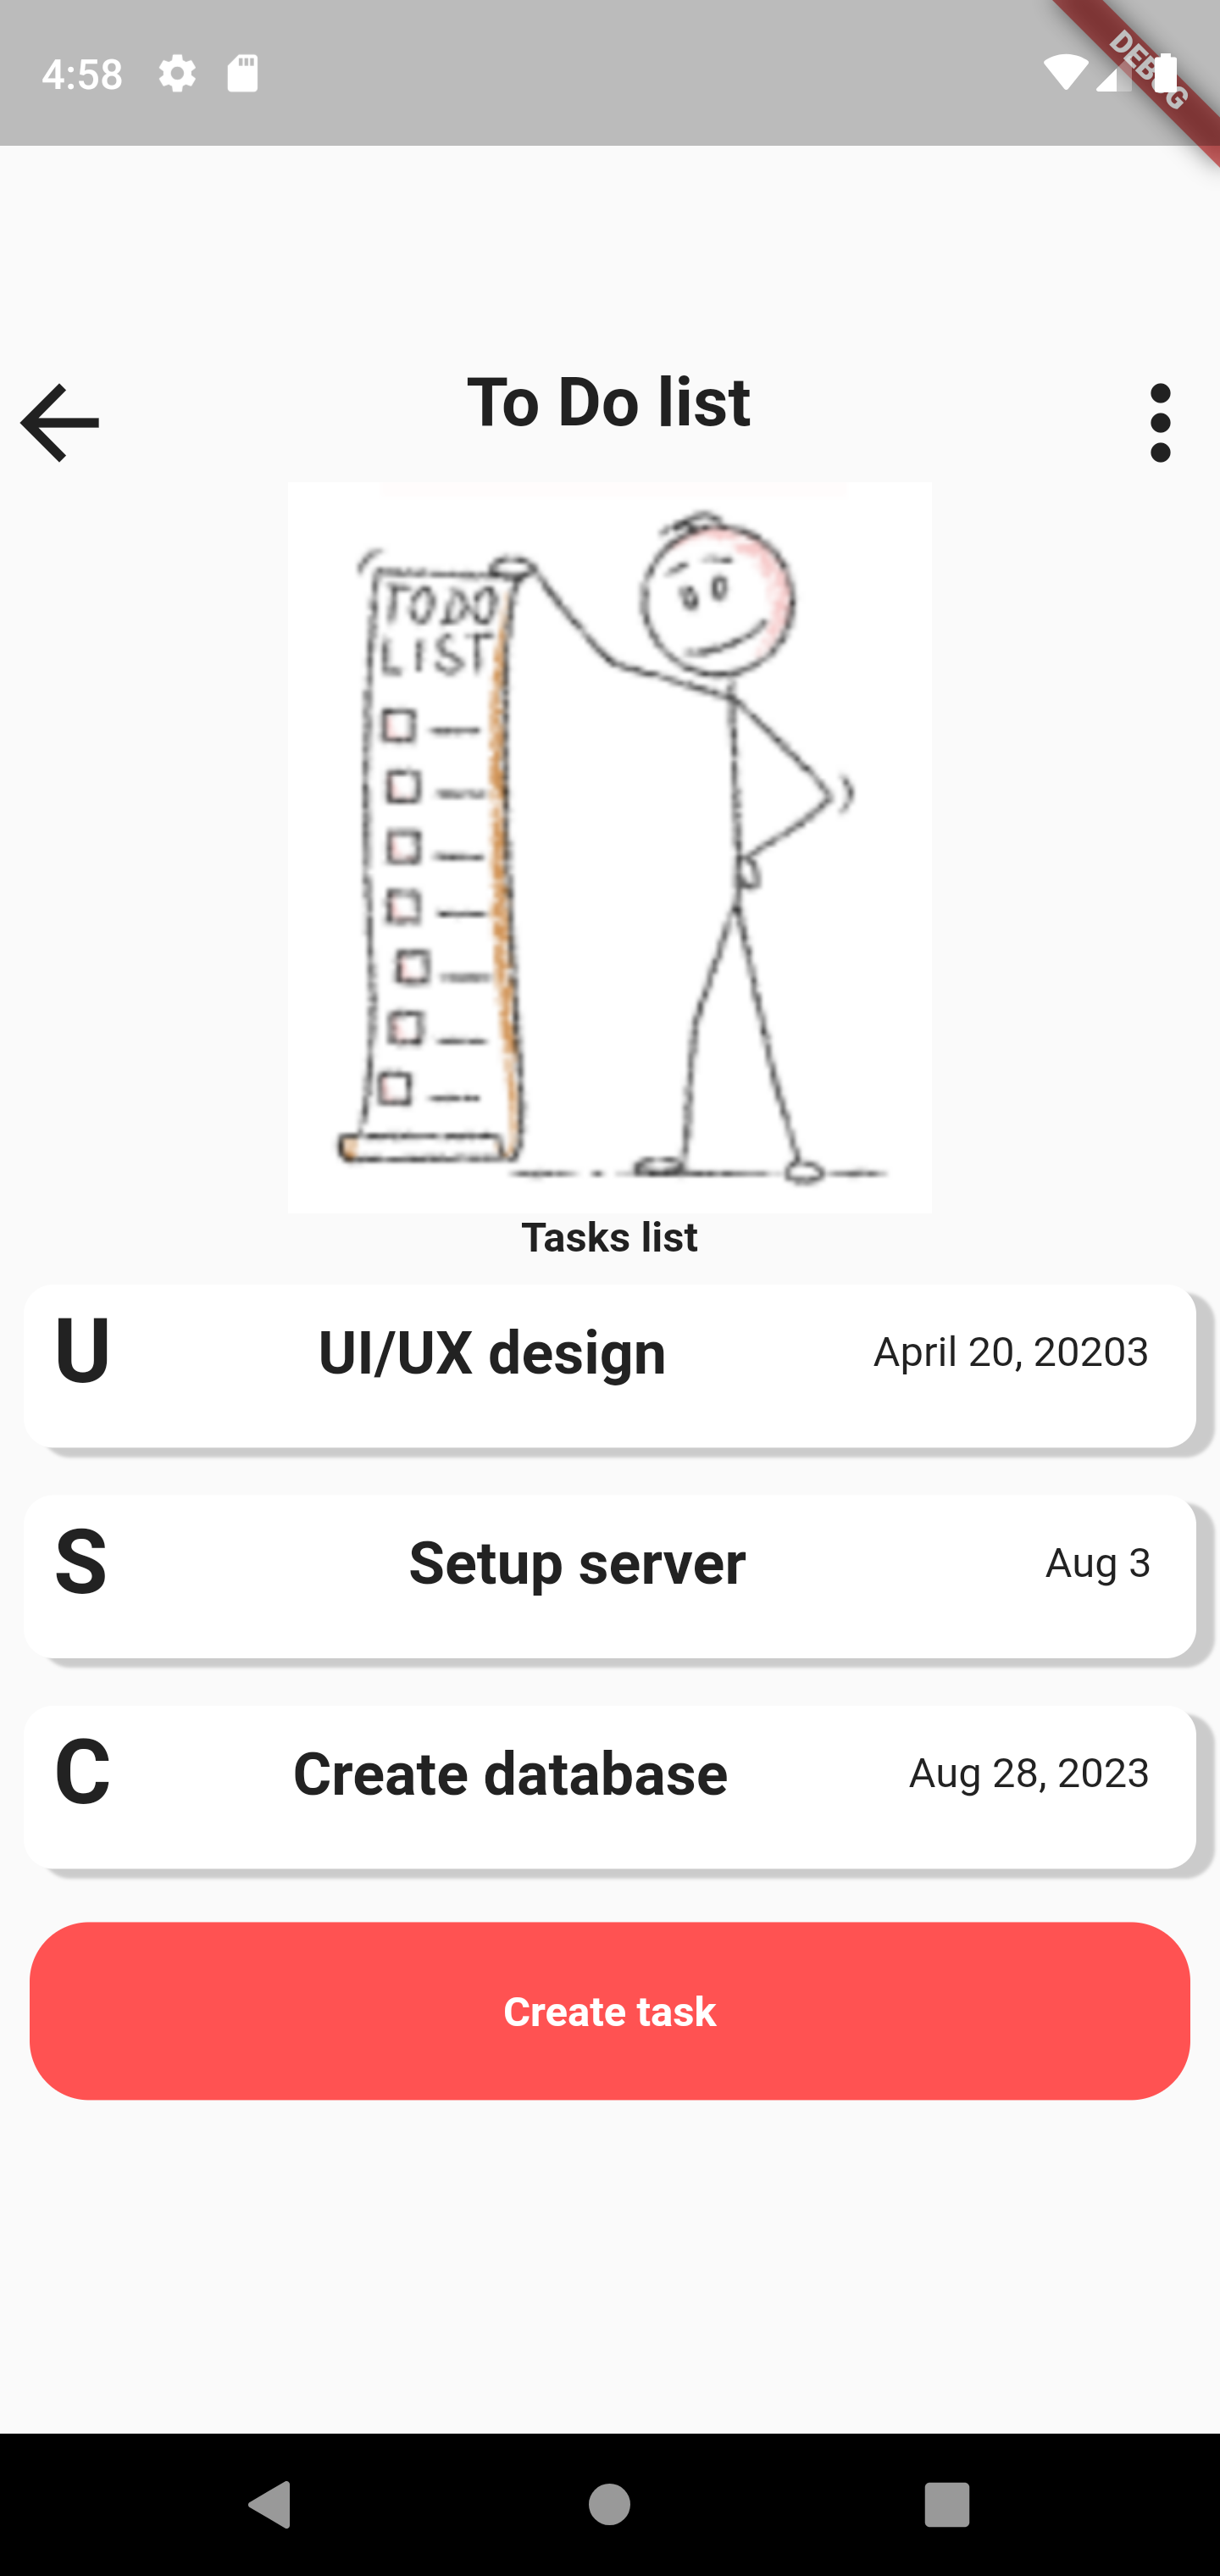 4:58
DEBUG
To Do list
TODO
LIST
Tasks list
U UI/UX design April 20, 20203
S Setup server Aug 3
C Create database Aug 28, 2023
Create task